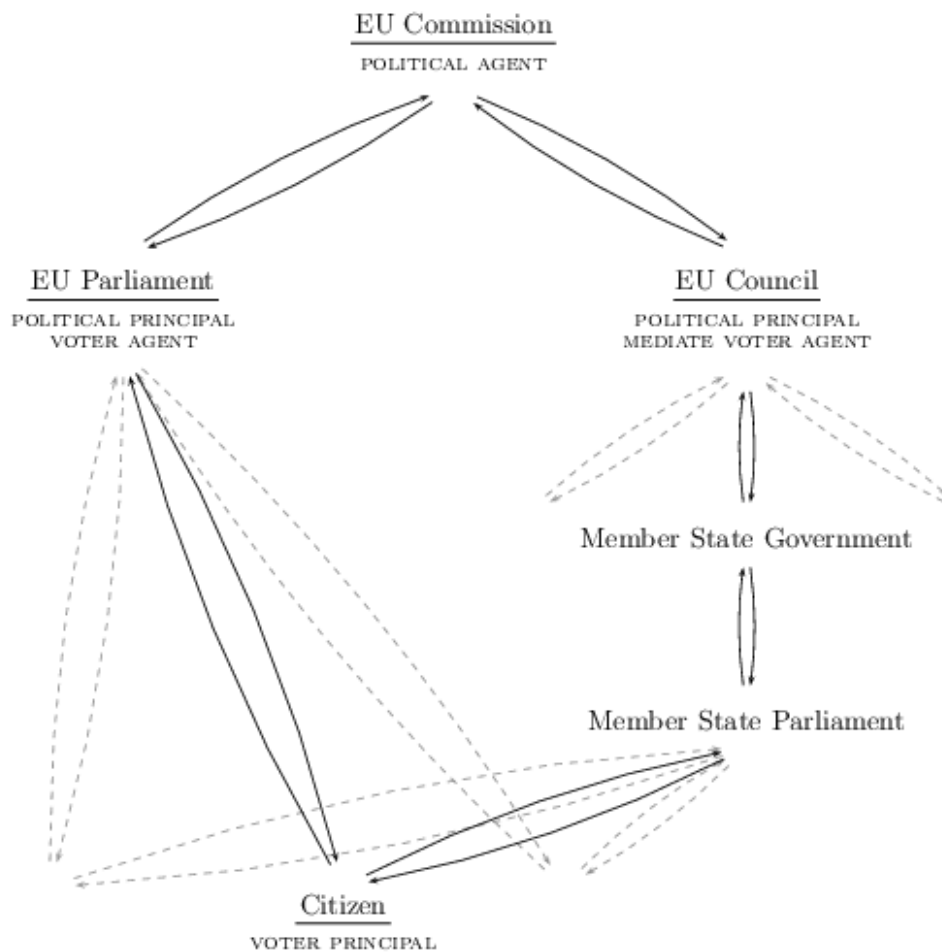 EU Commission
POLITICAL AGENT
EU Parliament
POLITICAL PRINCIPAL
VOTER AGENT
EU Council
POLITICAL PRINCIPAL
MEDIATE VOTER AGENT
Member State Government
Member State Parliament
Citizen
VOTER PRINCIPAL